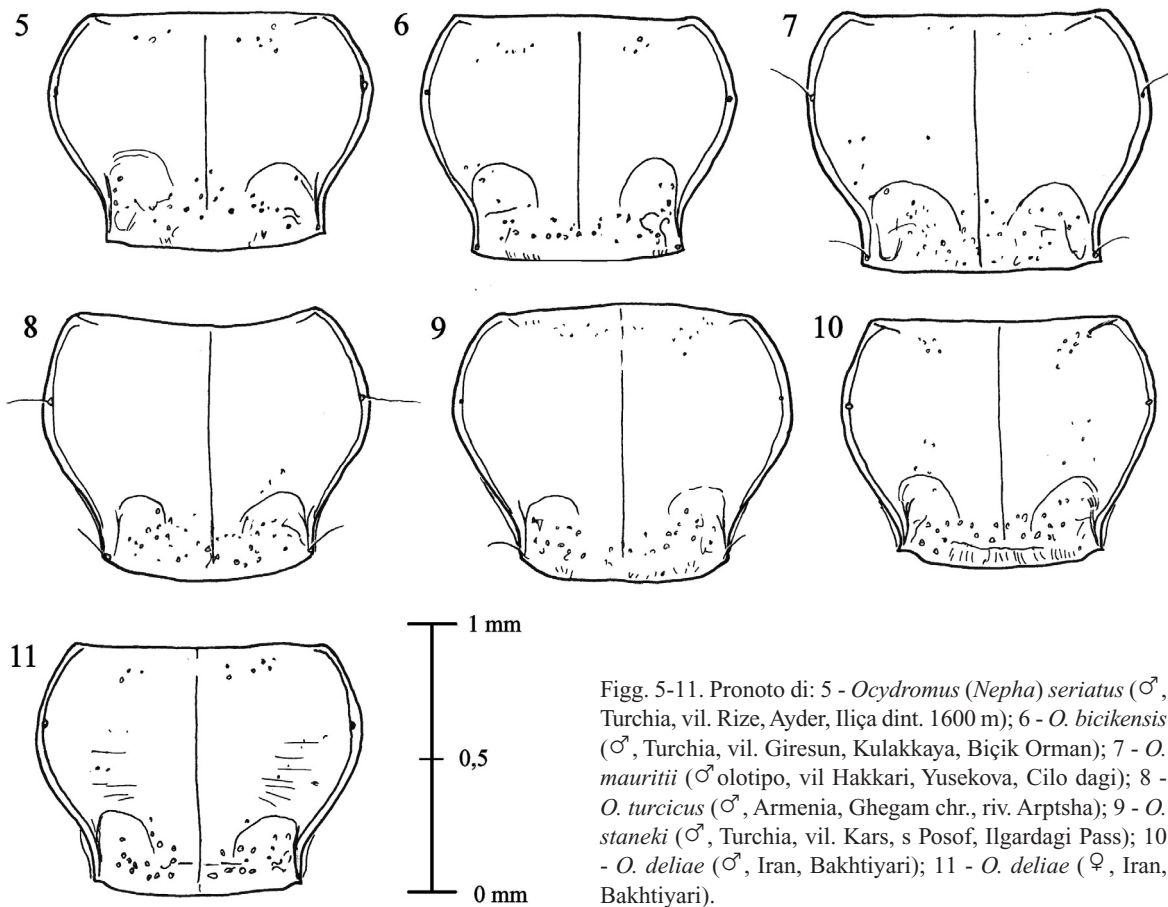 5
6
7
8
9
10
11
1 mm
0,5
0 mm
Figg. 5-11. Pronoto di: 5 - Ocydromus (Nepha) seriatus (♂,
Turchia, vil. Rize, Ayder, Iliça dint. 1600 m); 6 - O. bicikensis
(♂, Turchia, vil. Giresun, Kulakkaya, Biçik Orman); 7 - O.
mauritii (♂ olotipo, vil Hakkari, Yusekova, Cilo dagi); 8 -
O. turcicus (♂, Armenia, Ghegam chr., riv. Arptsha); 9 - O.
staneki (♂, Turchia, vil. Kars, s Posof, Ilgardagi Pass); 10
- O. deliae (♂, Iran, Bakhtiyari); 11 - O. deliae (♀, Iran,
Bakhtiyari).